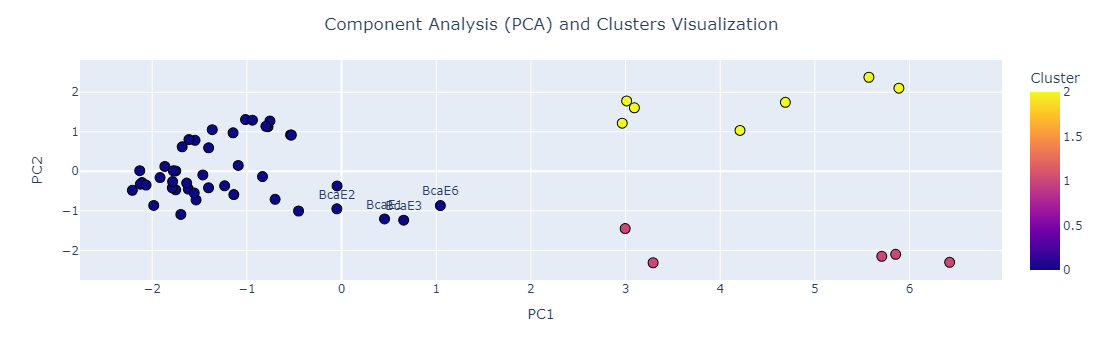 Component Analysis (PCA) and Clusters Visualization
Cluster
PC2
2
1
0
−1
−2
BcaE2
BcaE3
BcaE6
−2
−1
0
1
2
3
4
5
6
PC1
2
1.5
1
0.5
0